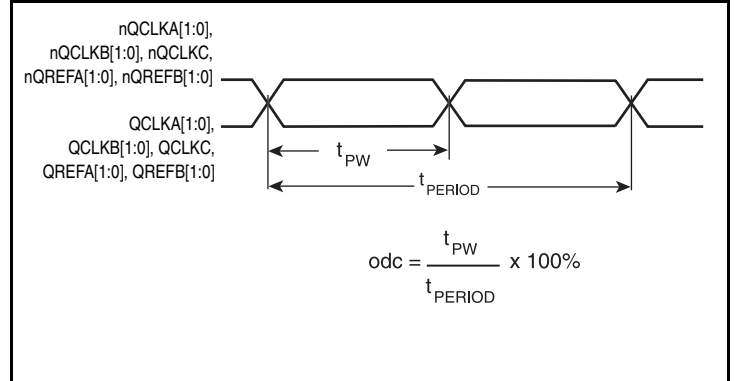 nQCLKA[1:0],
nQCLKB[1:0], nQCLKC,
nQREFA[1:0], nQREFB[1:0]
QCLKA[1:0],
QCLKB[1:0], QCLKC,
QREFA[1:0], QREFB[1:0]
tPW
tPERIOD
odc = tPW / tPERIOD x 100%